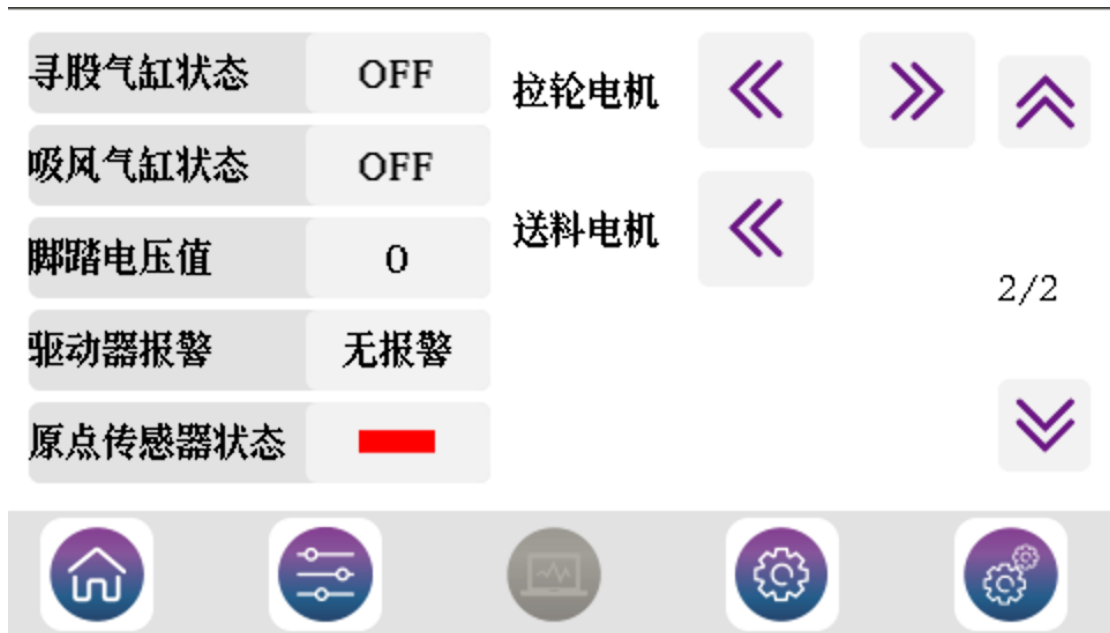 寻股气缸状态 OFF
吸风气缸状态 OFF
脚踏电压值 0
驱动器报警 无报警
原点传感器状态
拉轮电机
送料电机
2/2